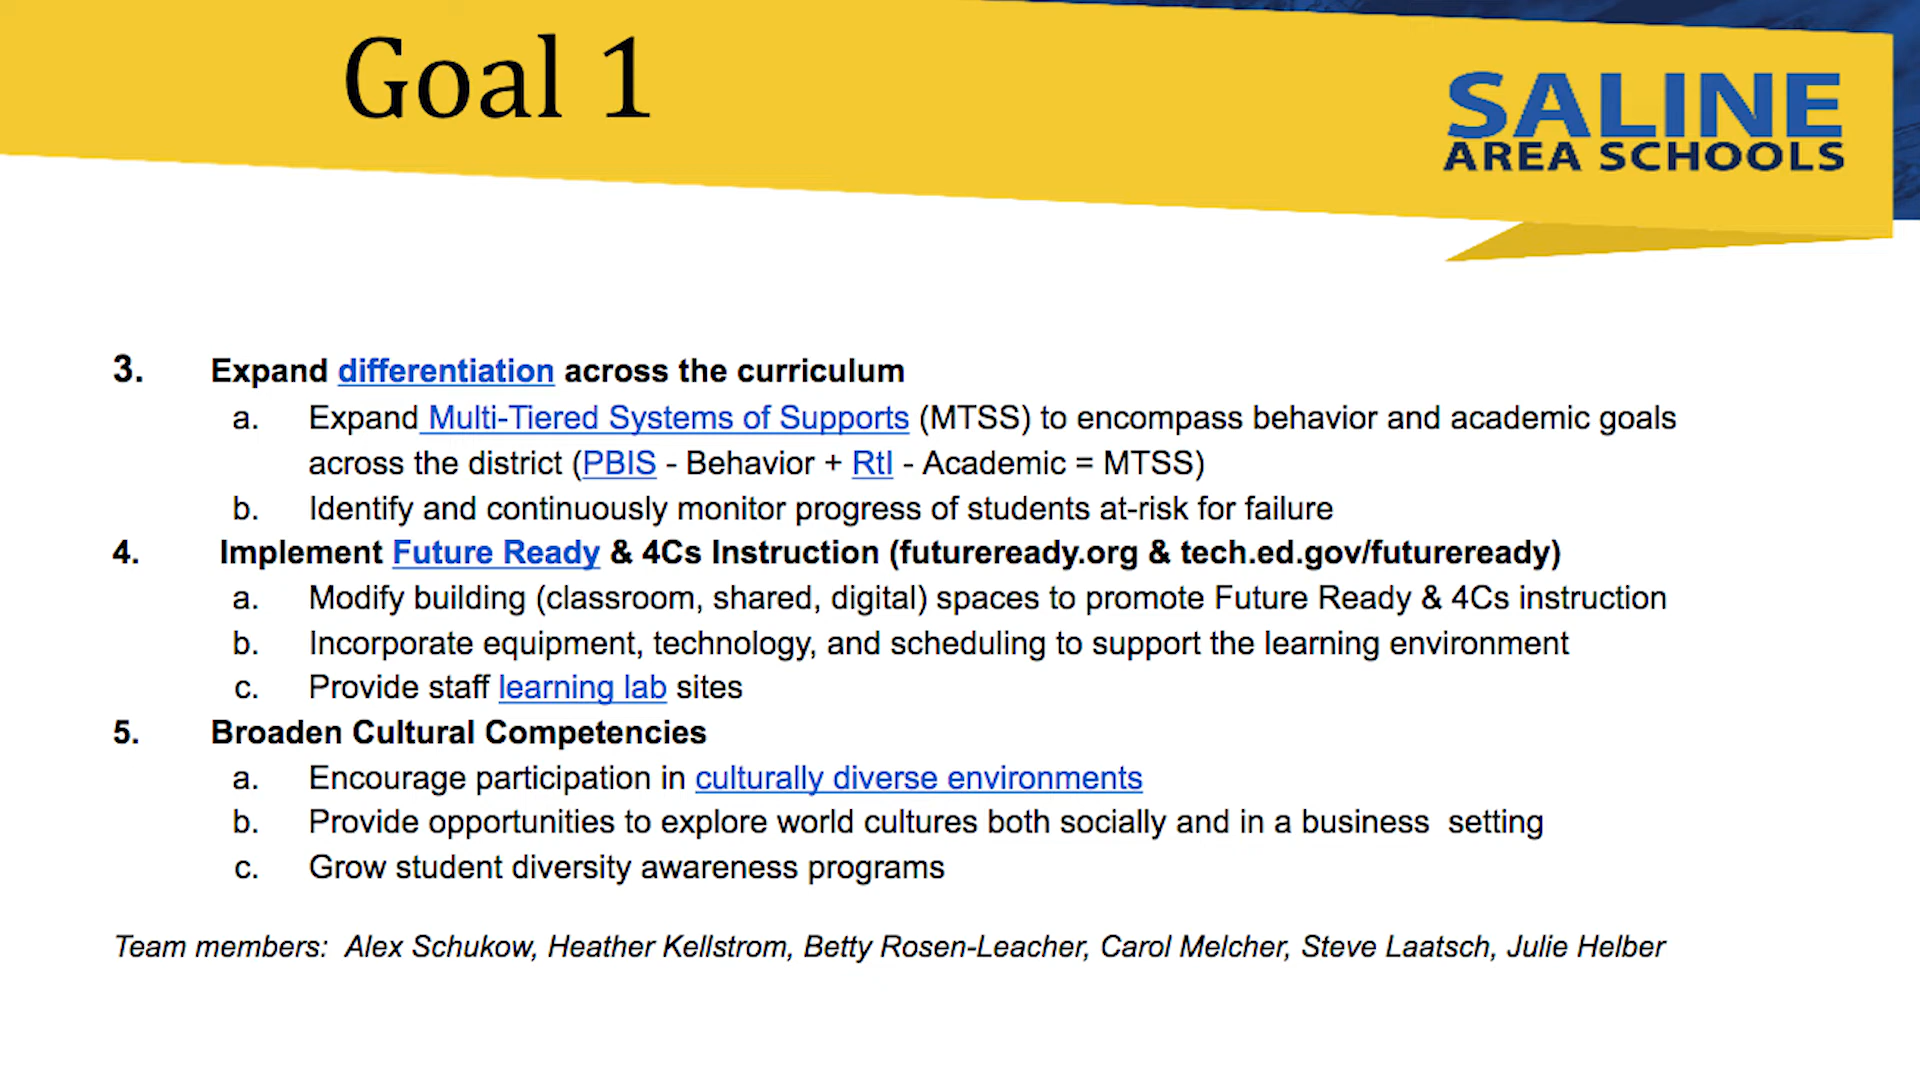 Goal 1
SALINE
AREA SCHOOLS
3. Expand differentiation across the curriculum
a. Expand Multi-Tiered Systems of Supports (MTSS) to encompass behavior and academic goals
across the district (PBIS - Behavior + RtI - Academic = MTSS)
b. Identify and continuously monitor progress of students at-risk for failure
4. Implement Future Ready & 4Cs Instruction (futureready.org & tech.ed.gov/futureready)
a. Modify building (classroom, shared, digital) spaces to promote Future Ready & 4Cs instruction
b. Incorporate equipment, technology, and scheduling to support the learning environment
c. Provide staff learning lab sites
5. Broaden Cultural Competencies
a. Encourage participation in culturally diverse environments
b. Provide opportunities to explore world cultures both socially and in a business  setting
c. Grow student diversity awareness programs
Team members:  Alex Schukow, Heather Kellstrom, Betty Rosen-Leacher, Carol Melcher, Steve Laatsch, Julie Helber